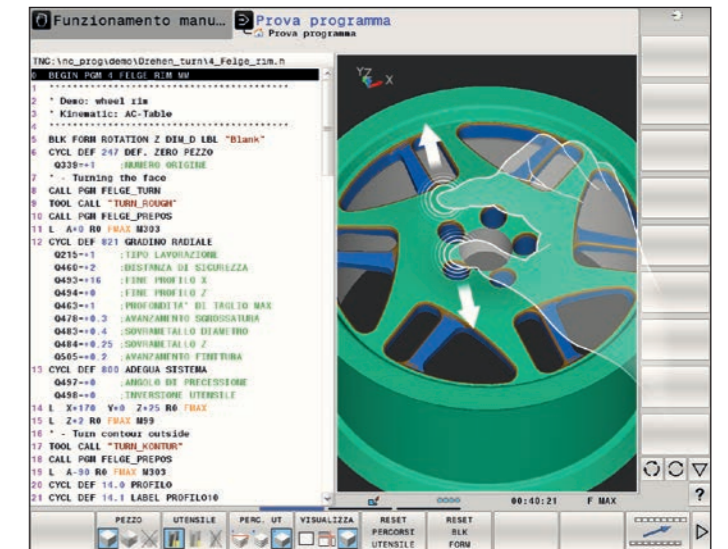 Funzionamento manu...
Prova programma
Prova programma
TNC:\nc_prog\demo\Drehen_turn\4_Felge_rim.h
0 BEGIN PGM 4_FELGE_RIM MM
1 * ----------------------------------------
2 * Demo: wheel rim
3 * Kinematic: AC-Table
4 * ----------------------------------------
5 BLK FORM ROTATION Z DIM_D LBL "Blank"
6 CYCL DEF 247 DEF. ZERO PEZZO
Q339=+1 ;NUMERO ORIGINE
7 * - Turning the face
8 CALL PGM FELGE_TURN
9 TOOL CALL "TURN_ROUGH"
10 CALL PGM FELGE_PREPOS
11 L A+0 R0 FMAX M303
12 CYCL DEF 821 GRADINO RADIALE
Q215=+1 ;TIPO LAVORAZIONE
Q460=+2 ;DISTANZA DI SICUREZZA
Q493=+16 ;FINE PROFILO X
Q494=+0 ;FINE PROFILO Z
Q463=+1 ;PROFONDITA' DI TAGLIO MAX
Q478=+0.3 ;AVANZAMENTO SGROSSATURA
Q483=+0.4 ;SOVRAMETALLO DIAMETRO
Q484=+0.25 ;SOVRAMETALLO Z
Q505=+0.2 ;AVANZAMENTO FINITURA
13 CYCL DEF 800 ADEGUA SISTEMA
Q497=+0 ;ANGOLO DI PRECESSIONE
Q498=+0 ;INVERSIONE UTENSILE
14 L X+170 Y+0 Z+25 R0 FMAX
15 L Z+2 R0 FMAX M99
16 * - Turn contour outside
17 TOOL CALL "TURN_KONTUR"
18 CALL PGM FELGE_PREPOS
19 L A-90 R0 FMAX M303
20 CYCL DEF 14.0 PROFILO
21 CYCL DEF 14.1 LABEL PROFILO10
YZ X
00:40:21 F MAX
?
PEZZO UTENSILE PERC. UT VISUALIZZA RESET PERCORSI UTENSILE RESET BLK FORM